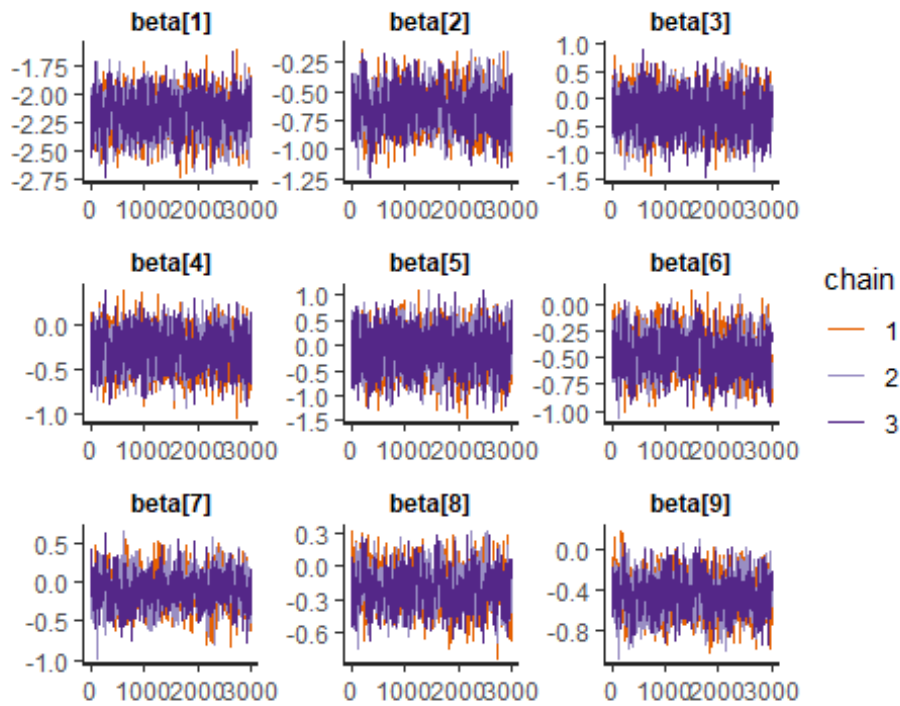 beta[1] beta[2] beta[3]
-1.75 -2.00 -2.25 -2.50 -2.75
-0.25 -0.50 -0.75 -1.00 -1.25
1.0 0.5 0.0 -0.5 -1.0 -1.5
0 1000 2000 3000 0 1000 2000 3000 0 1000 2000 3000
beta[4] beta[5] beta[6]
0.0 -0.5 -1.0
1.0 0.5 0.0 -0.5 -1.0 -1.5
0.00 -0.25 -0.50 -0.75 -1.00
0 1000 2000 3000 0 1000 2000 3000 0 1000 2000 3000
beta[7] beta[8] beta[9]
0.5 0.0 -0.5 -1.0
0.3 0.0 -0.3 -0.6
0.0 -0.4 -0.8
0 1000 2000 3000 0 1000 2000 3000 0 1000 2000 3000
chain
1
2
3